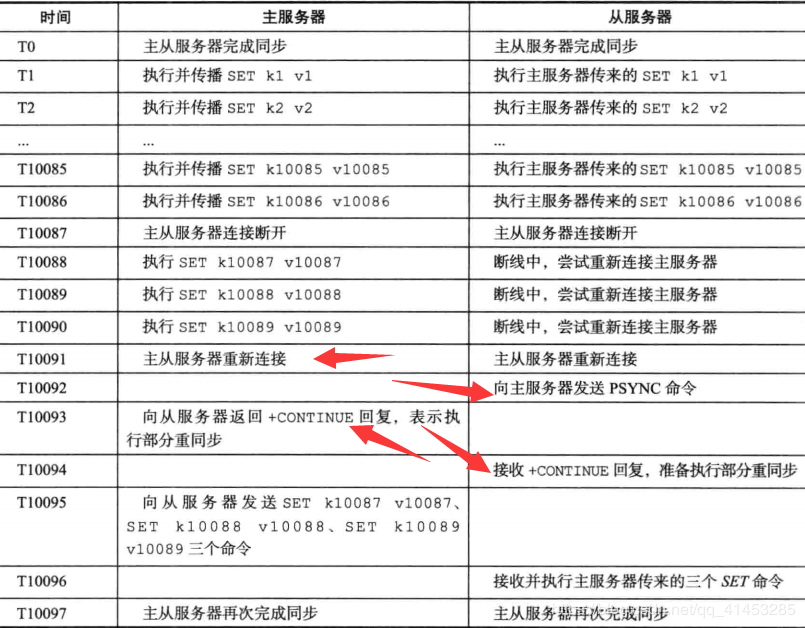 时间 主服务器 从服务器
T0 主从服务器完成同步 主从服务器完成同步
T1 执行并传播 SET k1 v1 执行主服务器传来的 SET k1 v1
T2 执行并传播 SET k2 v2 执行主服务器传来的 SET k2 v2
... ... ...
T10085 执行并传播 SET k10085 v10085 执行主服务器传来的 SET k10085 v10085
T10086 执行并传播 SET k10086 v10086 执行主服务器传来的 SET k10086 v10086
T10087 主从服务器连接断开 主从服务器连接断开
T10088 执行 SET k10087 v10087 断线中，尝试重新连接主服务器
T10089 执行 SET k10088 v10088 断线中，尝试重新连接主服务器
T10090 执行 SET k10089 v10089 断线中，尝试重新连接主服务器
T10091 主从服务器重新连接 主从服务器重新连接
T10092 向主服务器发送 PSYNC 命令
T10093 向从服务器返回 +CONTINUE 回复，表示执
行部分重同步
T10094 接收 +CONTINUE 回复，准备执行部分重同步
T10095 向从服务器发送 SET k10087 v10087、
SET k10088 v10088、SET k10089
v10089 三个命令
T10096 接收并执行主服务器传来的三个 SET 命令
T10097 主从服务器再次完成同步 主从服务器再次完成同步
net/qq_41453285